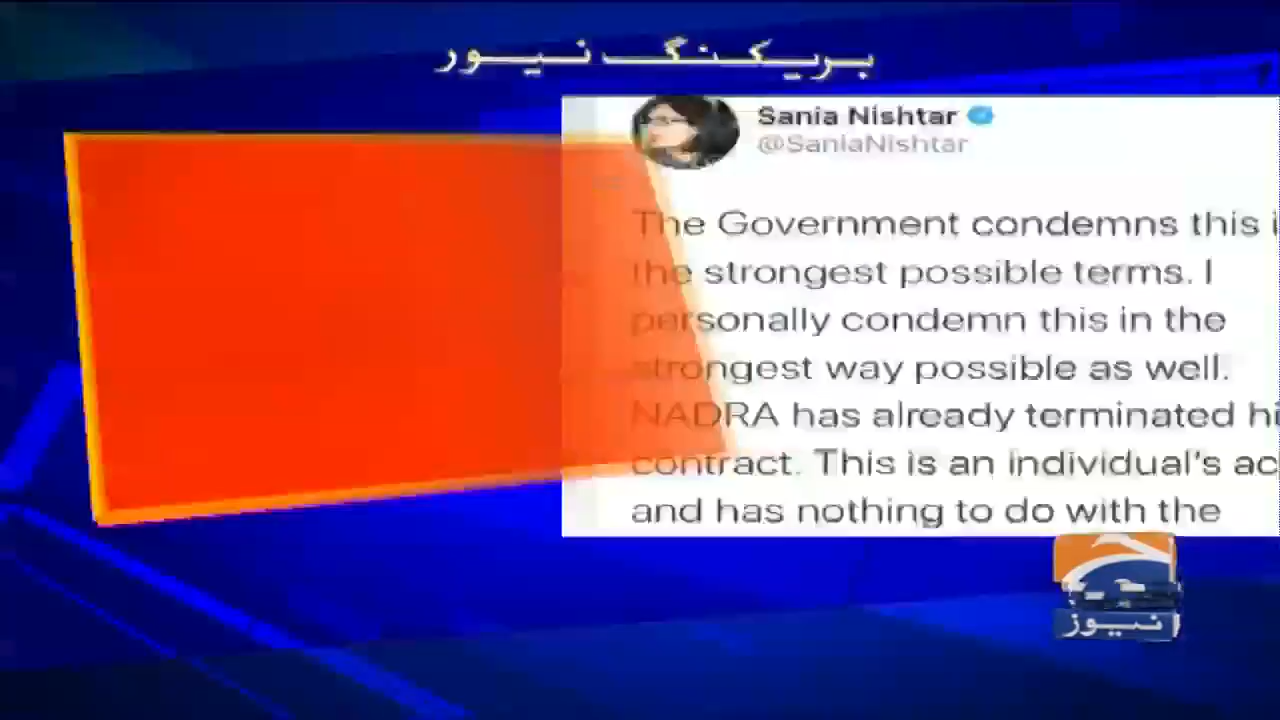 بریکنگ نیوز
Sania Nishtar
@SaniaNishtar
The Government condemns this i
the strongest possible terms. I
personally condemn this in the
strongest way possible as well.
NADRA has already terminated hi
contract. This is an individual's ac
and has nothing to do with the
نیوز